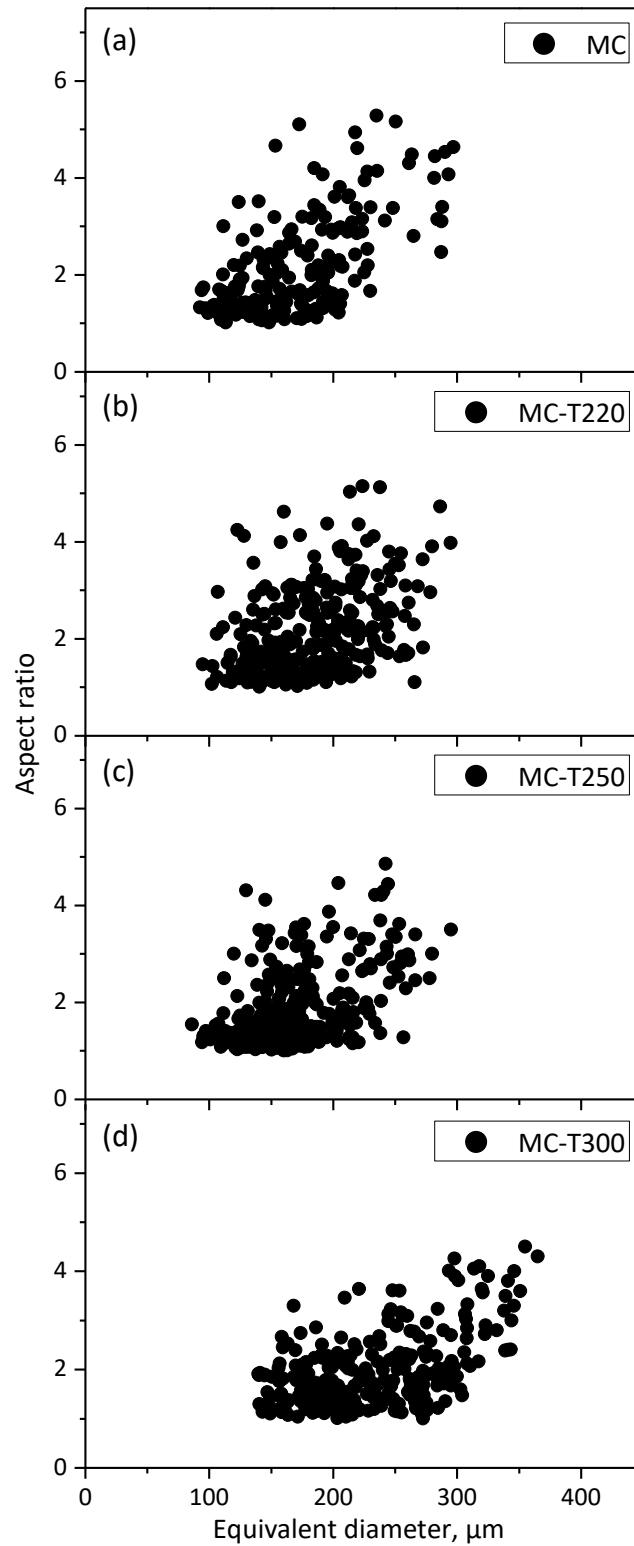 (a)
MC
6
4
2
0
(b)
MC-T220
6
4
2
0
Aspect ratio
(c)
MC-T250
6
4
2
0
(d)
MC-T300
6
4
2
0
0 100 200 300 400
Equivalent diameter, μm